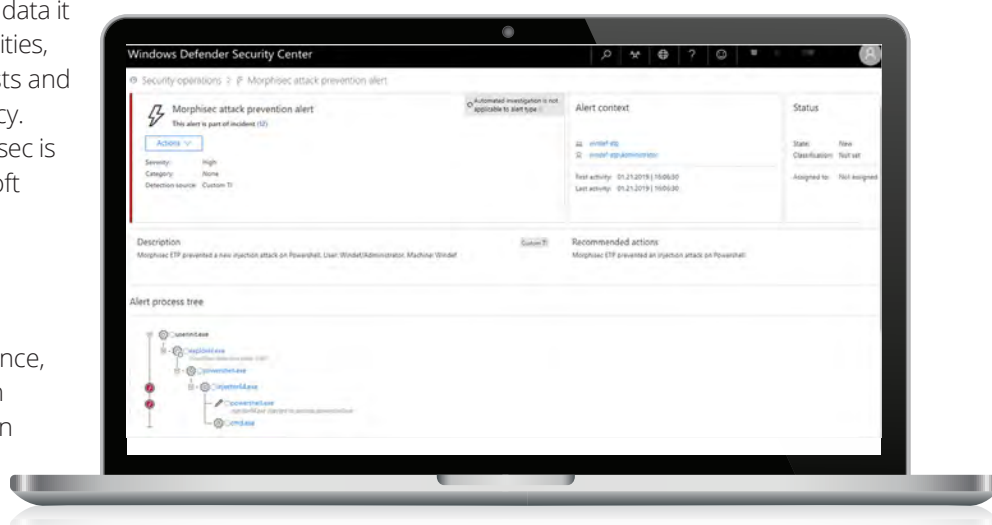 data it
ities,
sts and
cy.
sec is
oft
nce,
n
n
Windows Defender Security Center
Security operations > Morphisec attack prevention alert
Morphisec attack prevention alert
This alert is part of incident (12)
Automated investigation is not
applicable to alert type
Actions
Severity: High
Category: None
Detection source: Custom TI
Alert context
First activity: 01.21.2019 | 16:06:30
Last activity: 01.21.2019 | 16:06:30
Status
State: New
Classification: Not set
Assigned to: Not assigned
Description
Custom TI
Morphisec ETP prevented a new injection attack on Powershell. User: Windef/Administrator. Machine: Windef
Recommended actions
Morphisec ETP prevented an injection attack on Powershell
Alert process tree
userinit.exe
explorer.exe
powershell.exe
powershell.exe
cmd.exe